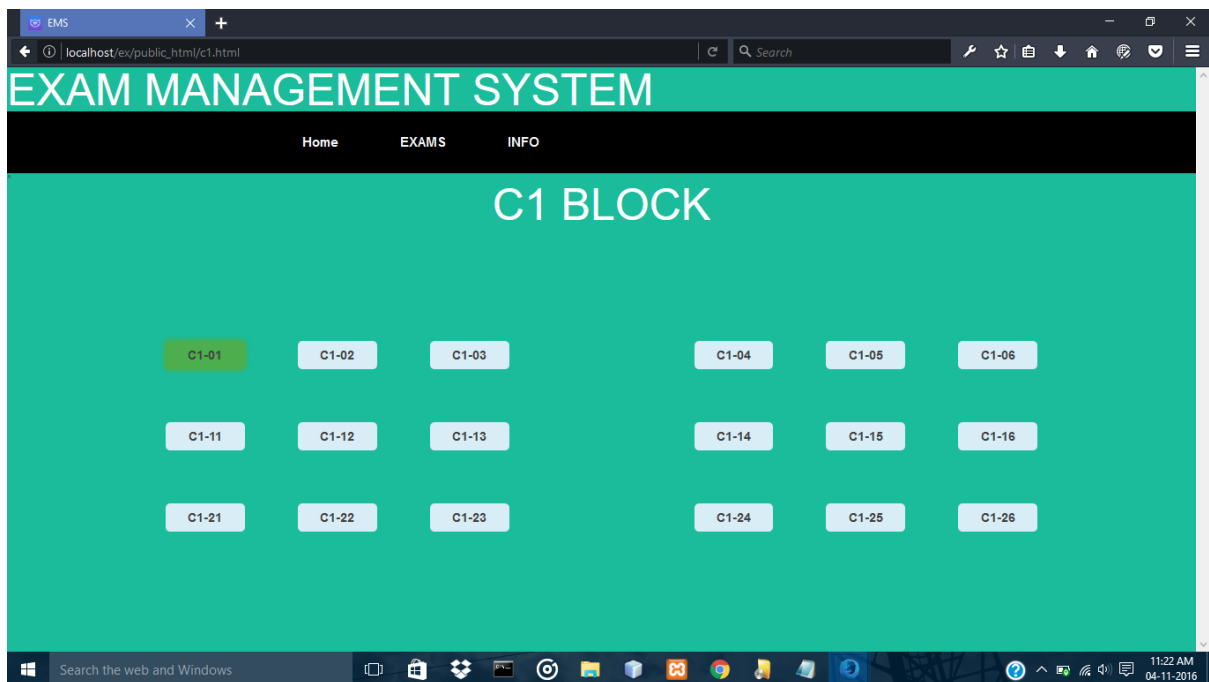 EMS
localhost/ex/public_html/c1.html
Search
EXAM MANAGEMENT SYSTEM
Home EXAMS INFO
C1 BLOCK
C1-01 C1-02 C1-03 C1-04 C1-05 C1-06
C1-11 C1-12 C1-13 C1-14 C1-15 C1-16
C1-21 C1-22 C1-23 C1-24 C1-25 C1-26
Search the web and Windows
11:22 AM
04-11-2016